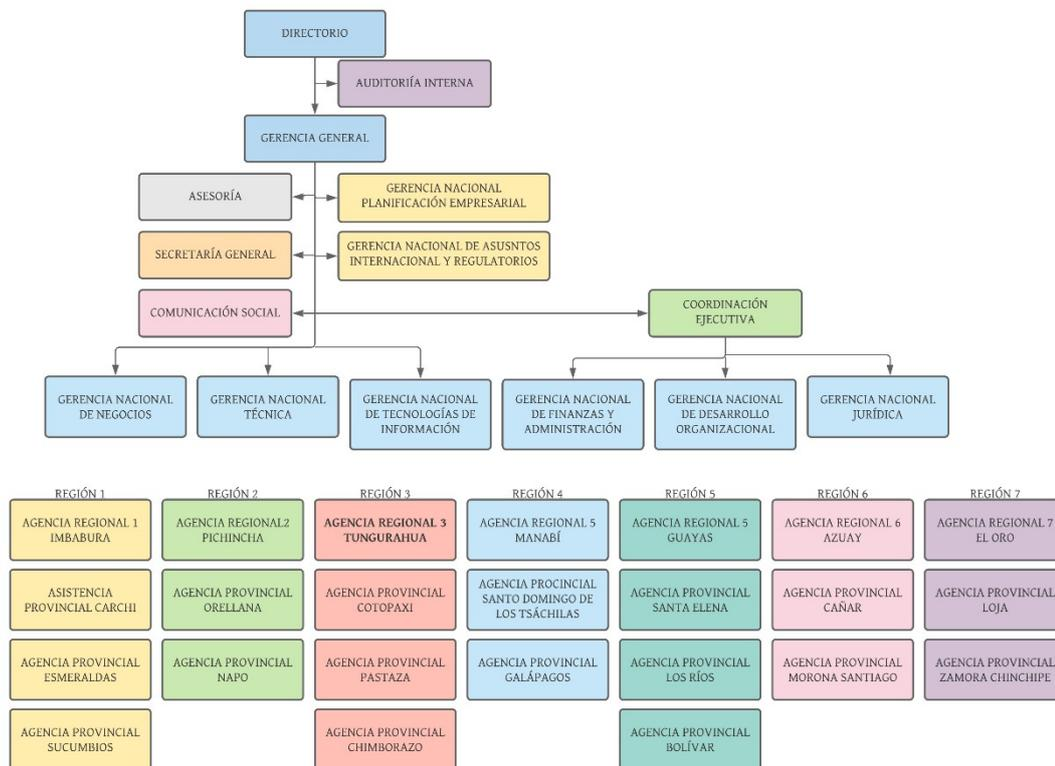 DIRECTORIO
AUDITORIÍA INTERNA
GERENCIA GENERAL
ASESORÍA
GERENCIA NACIONAL
PLANIFICACIÓN EMPRESARIAL
SECRETARÍA GENERAL
GERENCIA NACIONAL DE ASUSNTOS
INTERNACIONAL Y REGULATORIOS
COMUNICACIÓN SOCIAL
COORDINACIÓN
EJECUTIVA
GERENCIA NACIONAL
DE NEGOCIOS
GERENCIA NACIONAL
TÉCNICA
GERENCIA NACIONAL
DE TECNOLOGÍAS DE
INFORMACIÓN
GERENCIA NACIONAL
DE FINANZAS Y
ADMINISTRACIÓN
GERENCIA NACIONAL
DE DESARROLLO
ORGANIZACIONAL
GERENCIA NACIONAL
JURÍDICA
REGIÓN 1
REGIÓN 2
REGIÓN 3
REGIÓN 4
REGIÓN 5
REGIÓN 6
REGIÓN 7
AGENCIA REGIONAL 1
IMBABURA
AGENCIA REGIONAL2
PICHINCHA
AGENCIA REGIONAL 3
TUNGURAHUA
AGENCIA REGIONAL 5
MANABÍ
AGENCIA REGIONAL 5
GUAYAS
AGENCIA REGIONAL 6
AZUAY
AGENCIA REGIONAL 7
EL ORO
ASISTENCIA
PROVINCIAL CARCHI
AGENCIA PROVINCIAL
ORELLANA
AGENCIA PROVINCIAL
COTOPAXI
AGENCIA PROCINCIAL
SANTO DOMINGO DE
LOS TSÁCHILAS
AGENCIA PROVINCIAL
SANTA ELENA
AGENCIA PROVINCIAL
CAÑAR
AGENCIA PROVINCIAL
LOJA
AGENCIA PROVINCIAL
ESMERALDAS
AGENCIA PROVINCIAL
NAPO
AGENCIA PROVINCIAL
PASTAZA
AGENCIA PROVINCIAL
GALÁPAGOS
AGENCIA PROVINCIAL
LOS RÍOS
AGENCIA PROVINCIAL
MORONA SANTIAGO
AGENCIA PROVINCIAL
ZAMORA CHINCHIPE
AGENCIA PROVINCIAL
SUCUMBIOS
AGENCIA PROVINCIAL
CHIMBORAZO
AGENCIA PROVINCIAL
BOLÍVAR